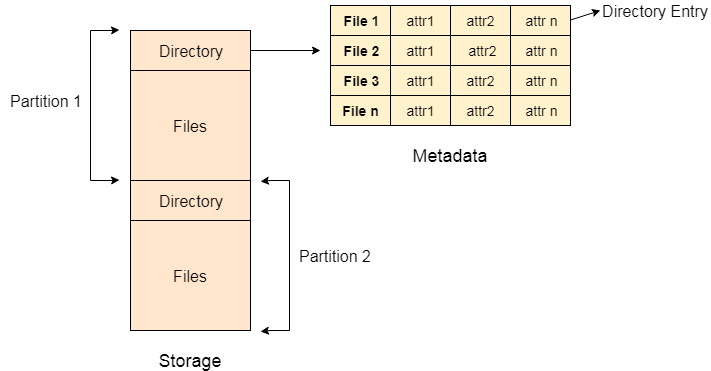 File 1 attr1 attr2 attr n
Directory Entry
File 2 attr1 attr2 attr n
File 3 attr1 attr2 attr n
File n attr1 attr2 attr n
Metadata
Partition 1
Directory
Files
Directory
Files
Partition 2
Storage